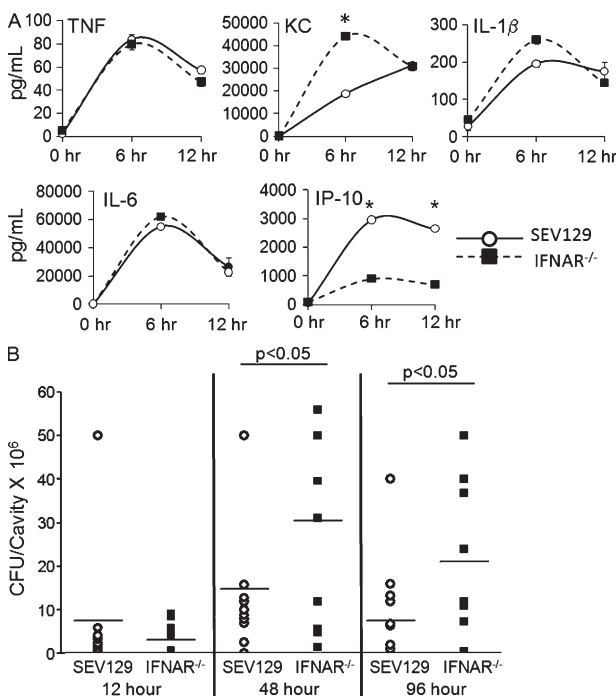 A
TNF
KC
IL-1β
pg/mL
100
80
60
40
20
0
0 hr 6 hr 12 hr
50000
40000
30000
20000
10000
0
*
0 hr 6 hr 12 hr
300
200
100
0
0 hr 6 hr 12 hr
IL-6
IP-10
pg/mL
80000
60000
40000
20000
0
0 hr 6 hr 12 hr
4000
3000
2000
1000
0
* *
0 hr 6 hr 12 hr
SEV129
IFNAR-/-
B
p<0.05
p<0.05
CFU/Cavity X 10⁶
60
50
40
30
20
10
0
SEV129 IFNAR-/- SEV129 IFNAR-/- SEV129 IFNAR-/-
12 hour 48 hour 96 hour